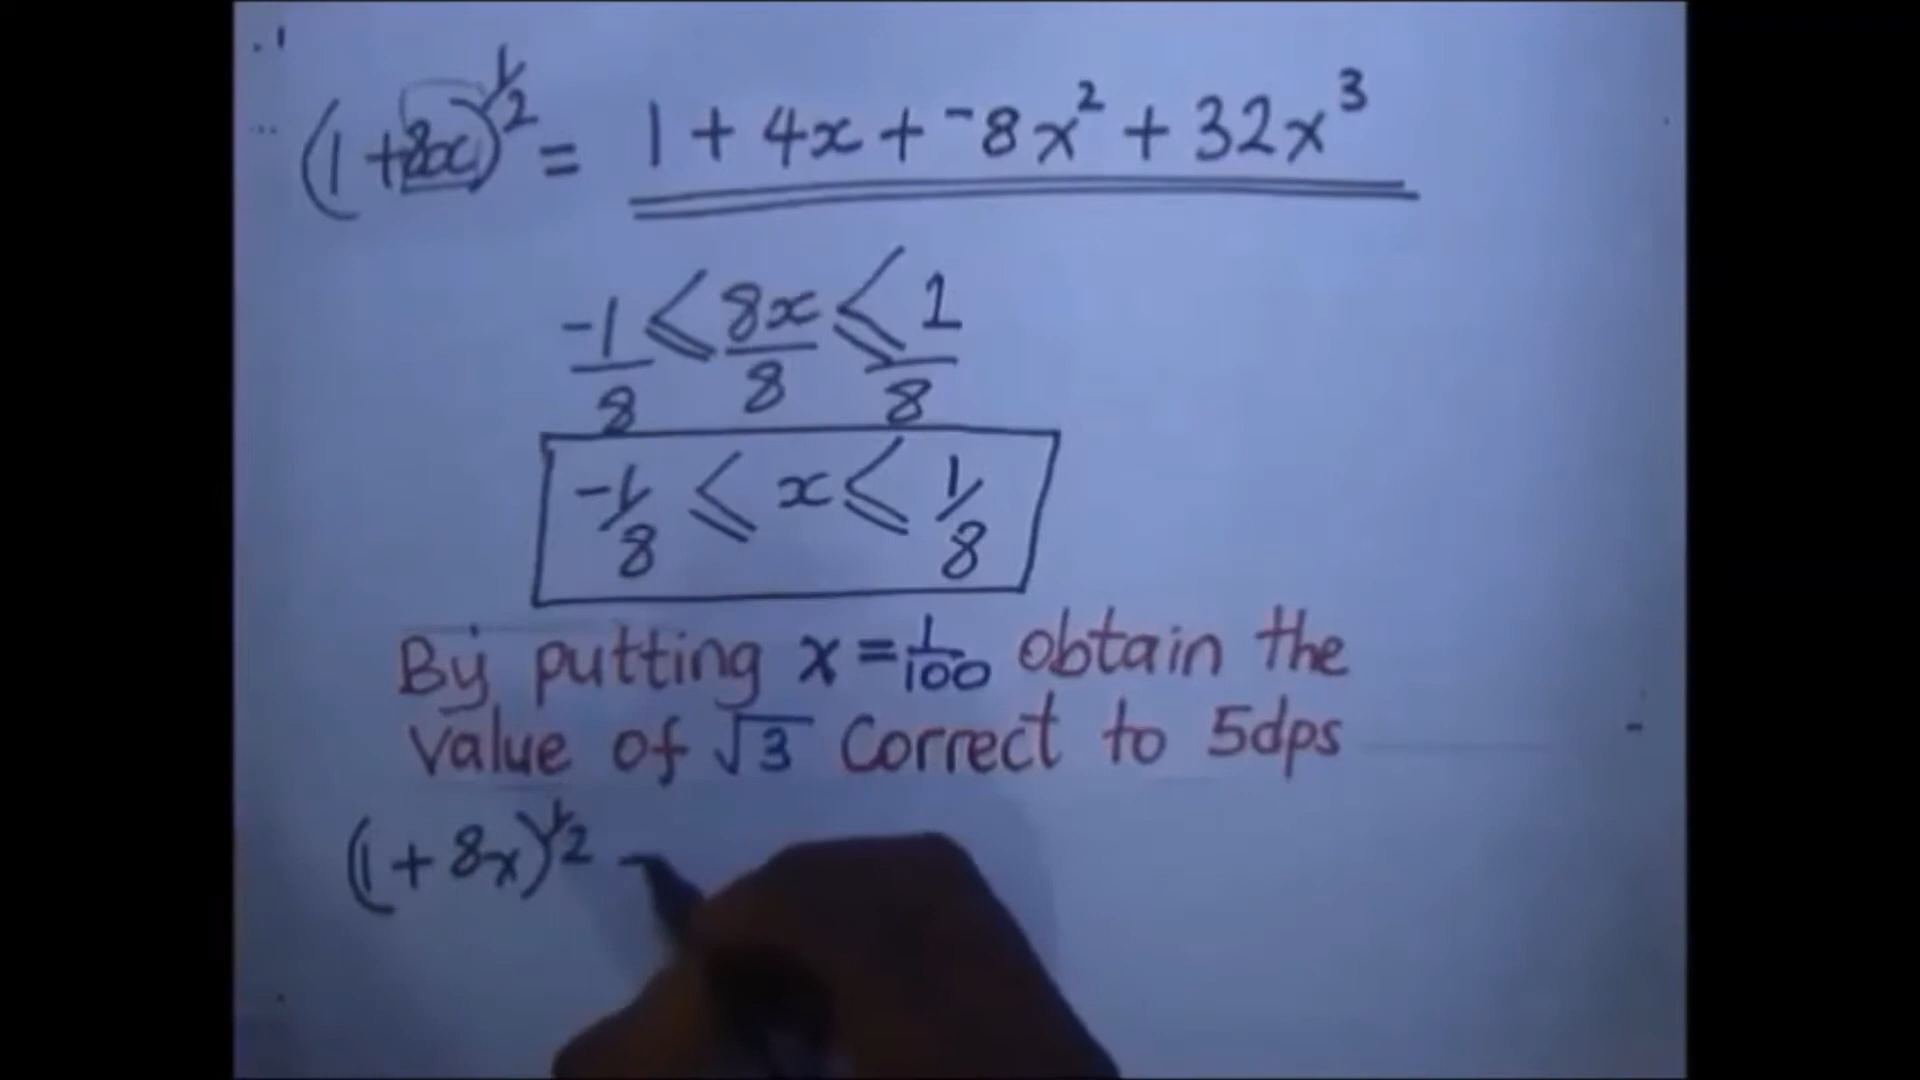 (1 + 8x)^½ = 1 + 4x + ⁻8x² + 32x³
-1/8 ≤ 8x/8 ≤ 1/8
-1/8 ≤ x ≤ 1/8
By putting x = 1/100 obtain the
value of √3 Correct to 5dps
(1 + 8x)^½